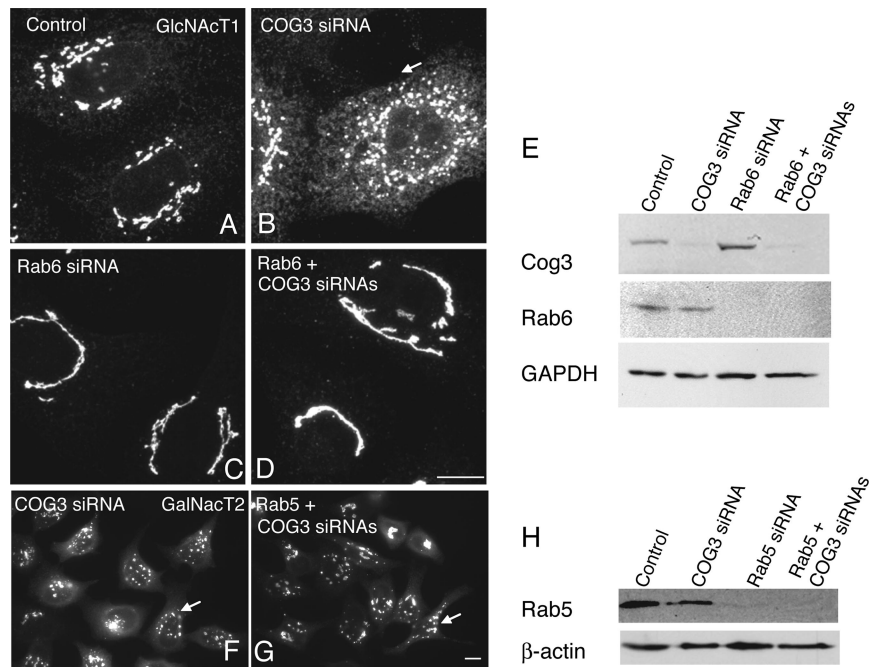 Control GlcNAcT1
A
COG3 siRNA
B
Rab6 siRNA
C
Rab6 +
COG3 siRNAs
D
COG3 siRNA GalNacT2
F
Rab5 +
COG3 siRNAs
G
E
Control
COG3 siRNA
Rab6 siRNA
Rab6 +
COG3 siRNAs
Cog3
Rab6
GAPDH
H
Control
COG3 siRNA
Rab5 siRNA
Rab5 +
COG3 siRNAs
Rab5
β-actin